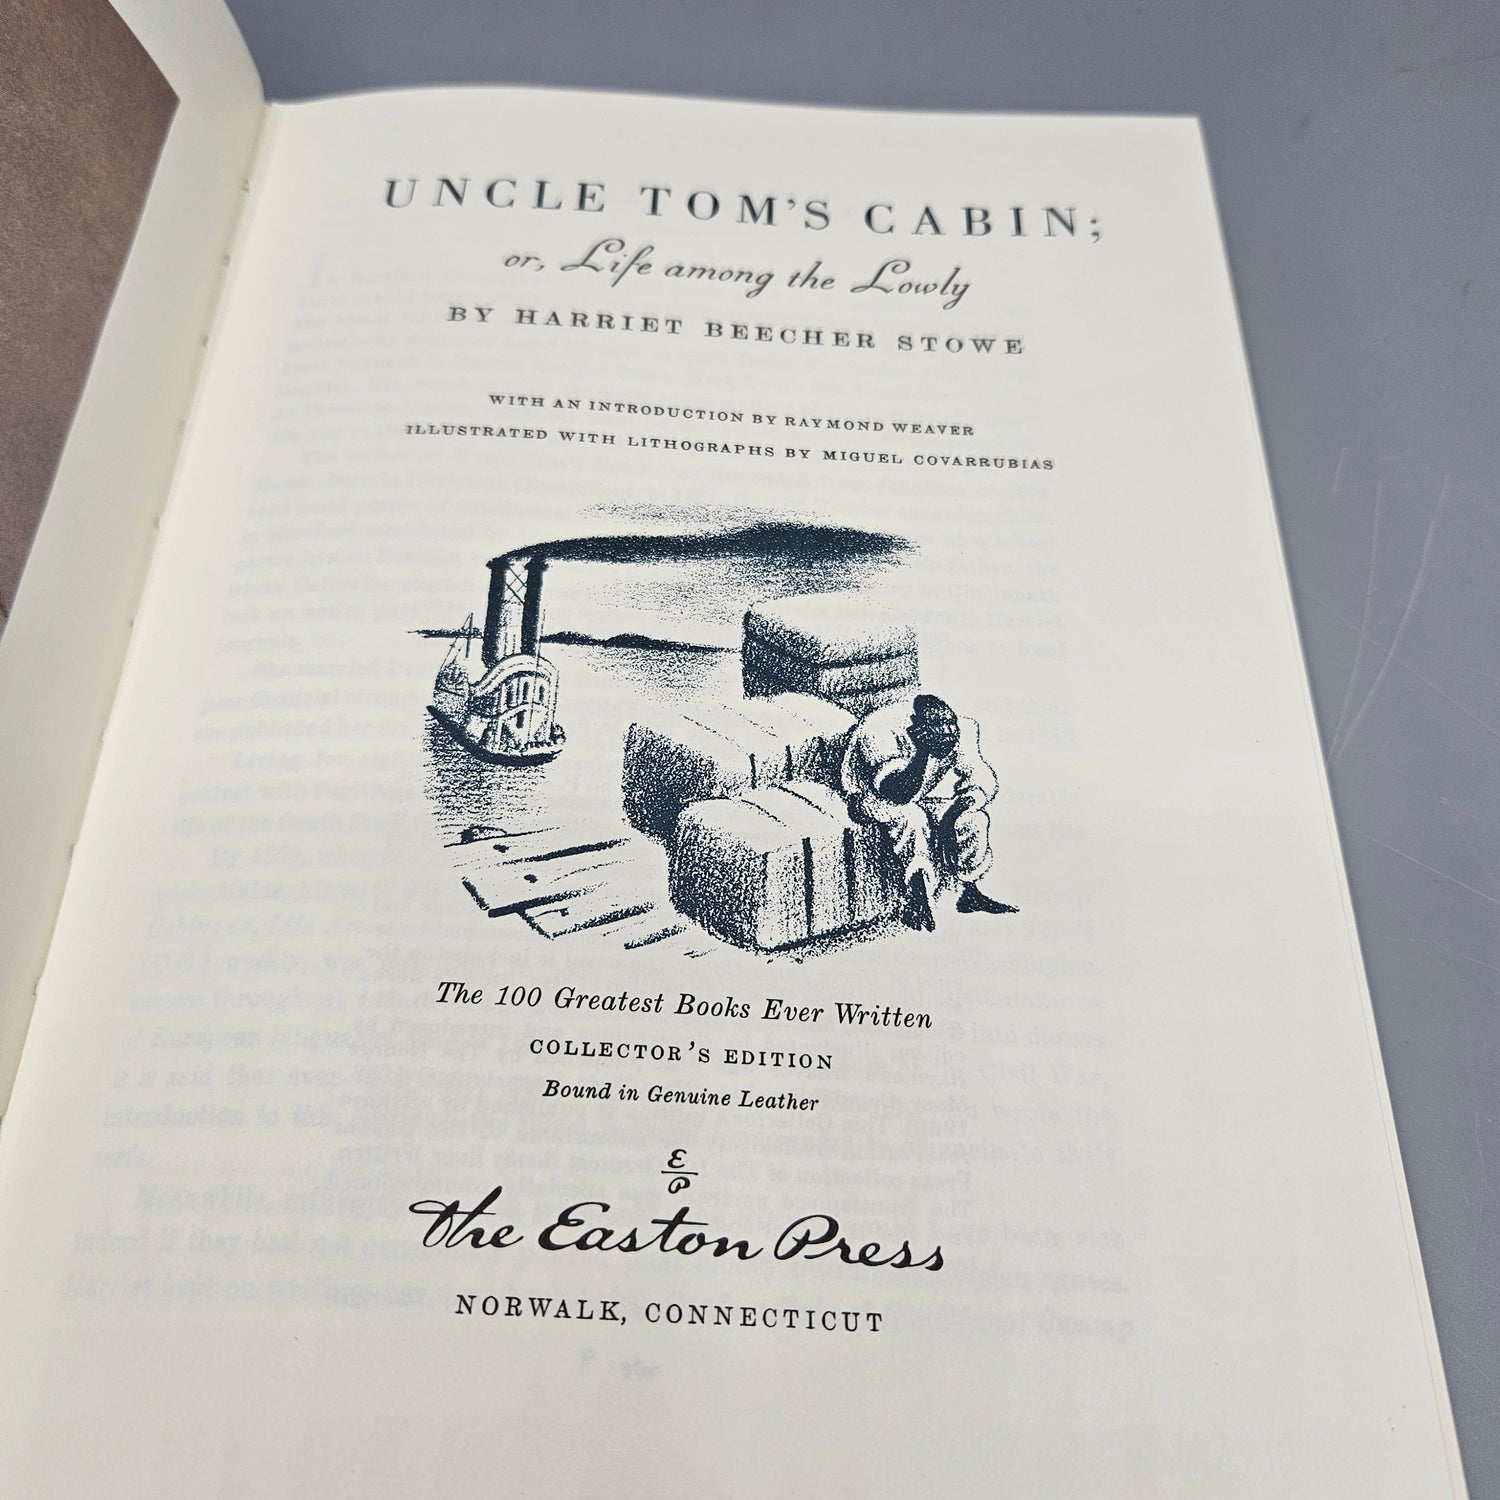 UNCLE TOM'S CABIN;
or, Life among the Lowly
BY HARRIET BEECHER STOWE
WITH AN INTRODUCTION BY RAYMOND WEAVER
ILLUSTRATED WITH LITHOGRAPHS BY MIGUEL COVARRUBIAS
The 100 Greatest Books Ever Written
COLLECTOR'S EDITION
Bound in Genuine Leather
E
P
The Easton Press
NORWALK, CONNECTICUT